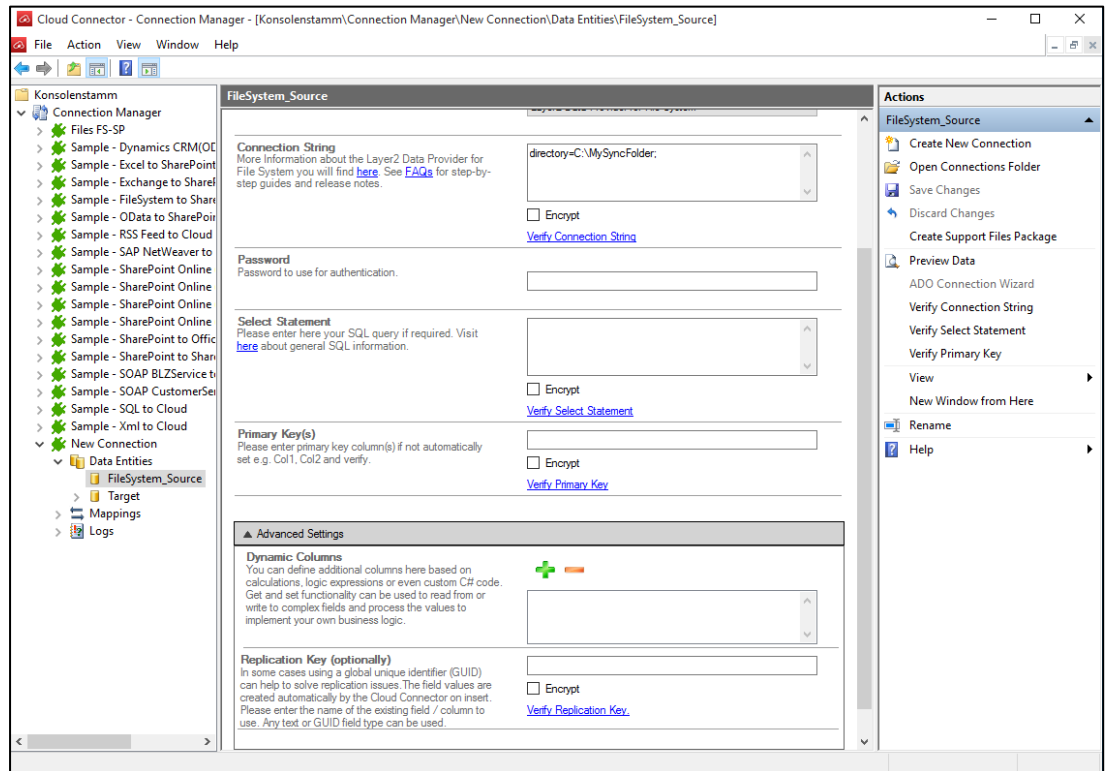 Cloud Connector - Connection Manager - [Konsolenstamm\Connection Manager\New Connection\Data Entities\FileSystem_Source]
File Action View Window Help
Konsolenstamm
Connection Manager
Files FS-SP
Sample - Dynamics CRM(OD
Sample - Excel to SharePoint
Sample - Exchange to SharePo
Sample - FileSystem to Share
Sample - OData to SharePoin
Sample - RSS Feed to Cloud
Sample - SAP NetWeaver to
Sample - SharePoint Online
Sample - SharePoint Online
Sample - SharePoint Online
Sample - SharePoint Online
Sample - SharePoint to Offic
Sample - SharePoint to Share
Sample - SOAP BLZService to
Sample - SOAP CustomerSer
Sample - SQL to Cloud
Sample - Xml to Cloud
New Connection
Data Entities
FileSystem_Source
Target
Mappings
Logs
FileSystem_Source
Connection String
More Information about the Layer2 Data Provider for
File System you will find here. See FAQs for step-by-
step guides and release notes.
directory=C:\MySyncFolder;
Encrypt
Verify Connection String
Password
Password to use for authentication.
Select Statement
Please enter here your SQL query if required. Visit
here about general SQL information.
Encrypt
Verify Select Statement
Primary Key(s)
Please enter primary key column(s) if not automatically
set e.g. Col1, Col2 and verify.
Encrypt
Verify Primary Key
Advanced Settings
Dynamic Columns
You can define additional columns here based on
calculations, logic expressions or even custom C# code.
Get and set functionality can be used to read from or
write to complex fields and process the values to
implement your own business logic.
Replication Key (optionally)
In some cases using a global unique identifier (GUID)
can help to solve replication issues.The field values are
created automatically by the Cloud Connector on insert.
Please enter the name of the existing field / column to
use. Any text or GUID field type can be used.
Encrypt
Verify Replication Key.
Actions
FileSystem_Source
Create New Connection
Open Connections Folder
Save Changes
Discard Changes
Create Support Files Package
Preview Data
ADO Connection Wizard
Verify Connection String
Verify Select Statement
Verify Primary Key
View
New Window from Here
Rename
Help